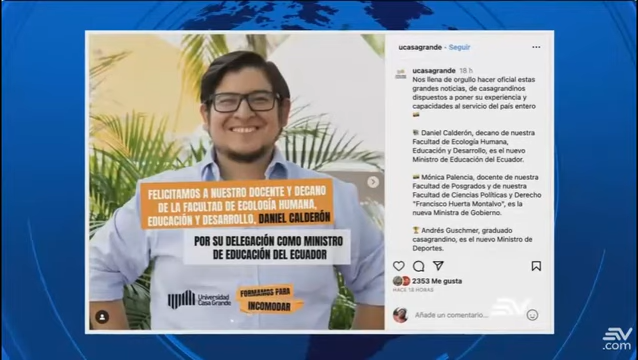 ucasagrande • Seguir
ucasagrande 18 h
Nos llena de orgullo hacer oficial estas
grandes noticias, de casagrandinos
dispuestos a poner su experiencia y
capacidades al servicio del país entero
Daniel Calderón, decano de nuestra
Facultad de Ecología Humana,
Educación y Desarrollo, es el nuevo
Ministro de Educación del Ecuador.
Mónica Palencia, docente de nuestra
Facultad de Posgrados y de nuestra
Facultad de Ciencias Políticas y Derecho
"Francisco Huerta Montalvo", es la
nueva Ministra de Gobierno.
Andrés Guschmer, graduado
casagrandino, es el nuevo Ministro de
Deportes.
2353 Me gusta
HACE 18 HORAS
Añade un comentario...
FELICITAMOS A NUESTRO DOCENTE Y DECANO
DE LA FACULTAD DE ECOLOGÍA HUMANA,
EDUCACIÓN Y DESARROLLO, DANIEL CALDERÓN
POR SU DELEGACIÓN COMO MINISTRO
DE EDUCACIÓN DEL ECUADOR
Universidad
Casa Grande
FORMAMOS PARA
INCOMODAR
EV
EV
.com